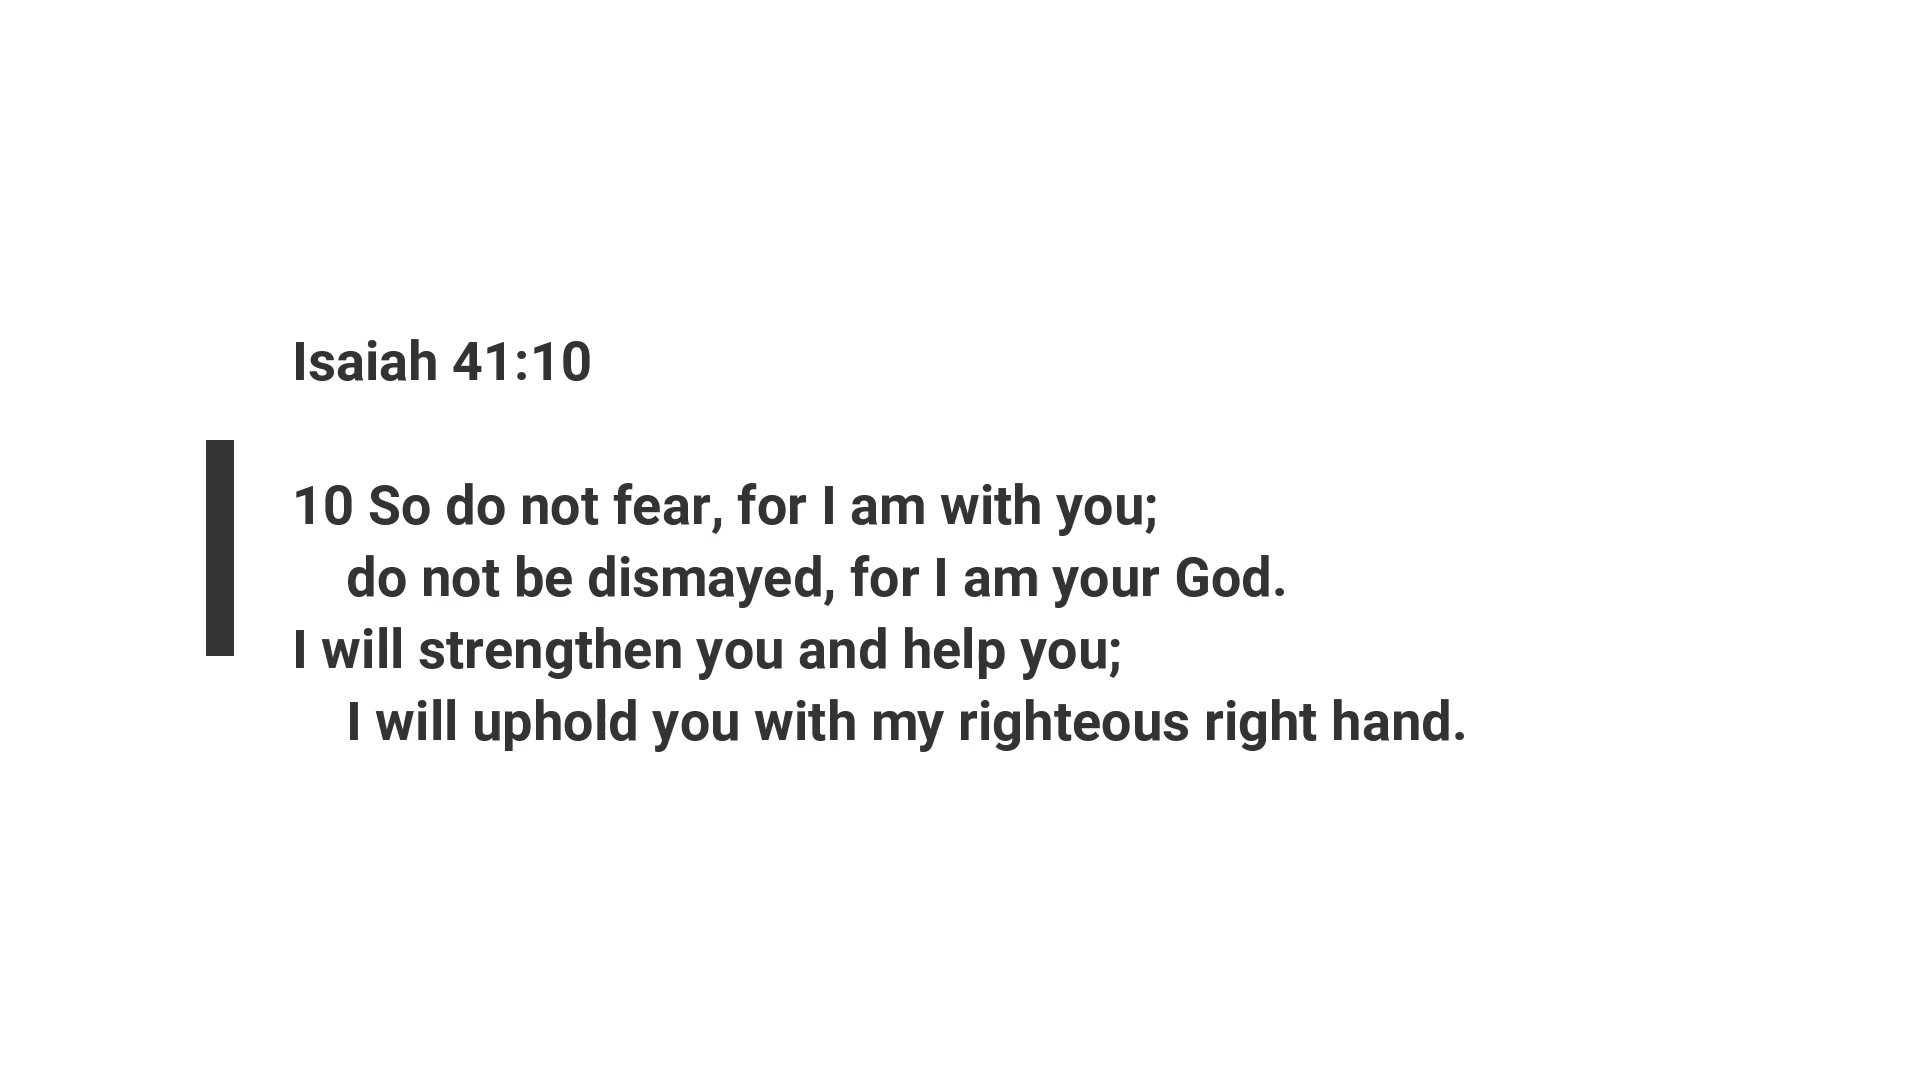 Isaiah 41:10
10 So do not fear, for I am with you;
do not be dismayed, for I am your God.
I will strengthen you and help you;
I will uphold you with my righteous right hand.